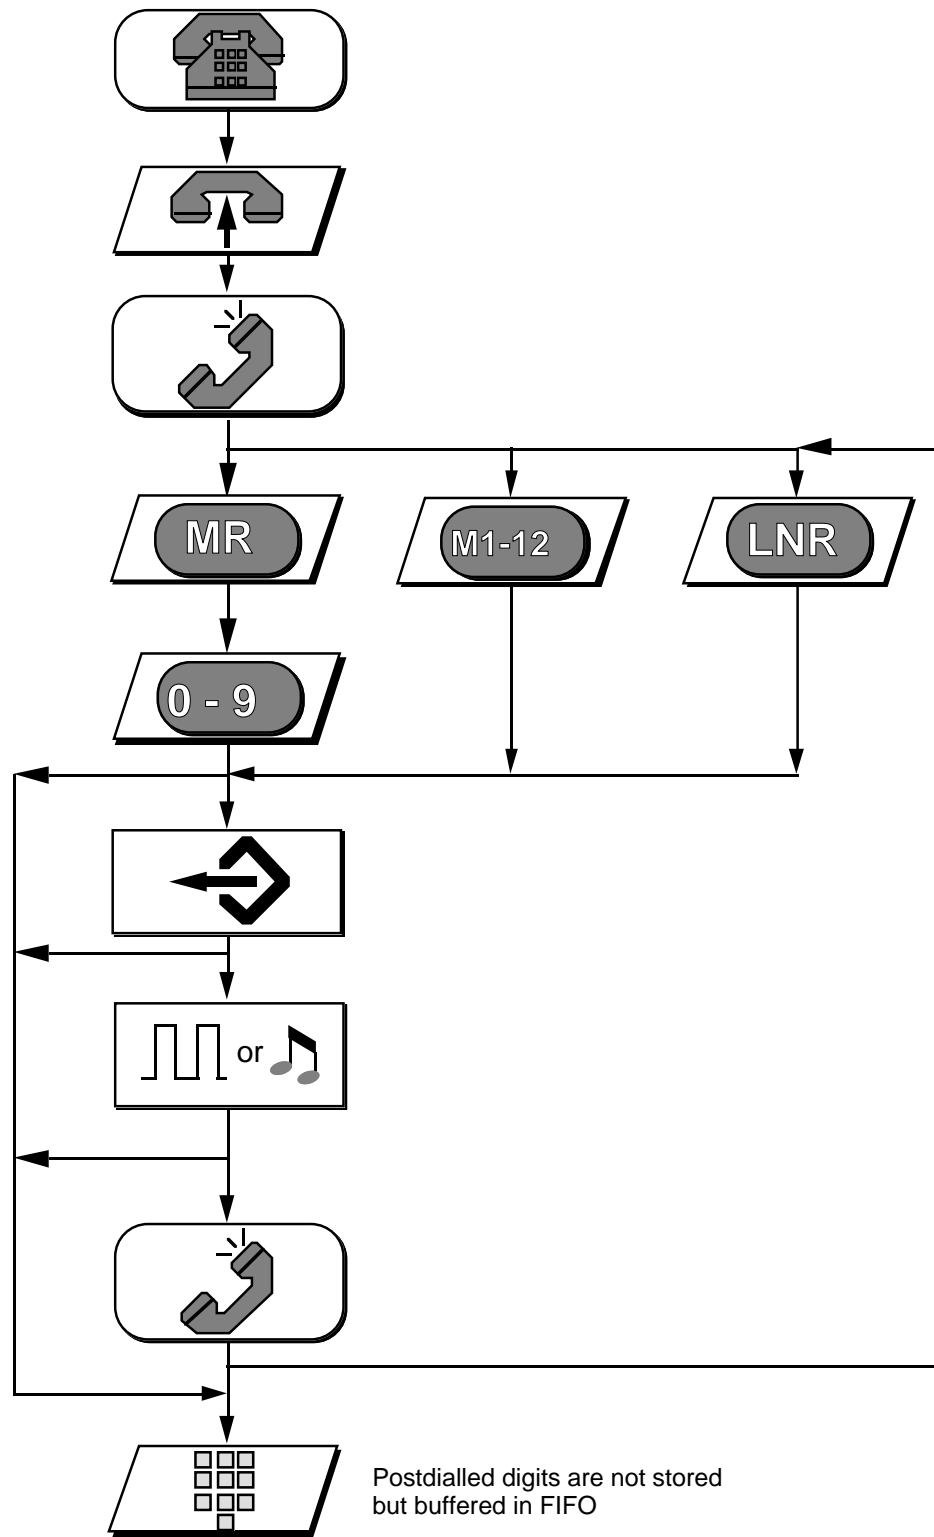 MR
M1-12
LNR
0 - 9
or
Postdialled digits are not stored
but buffered in FIFO